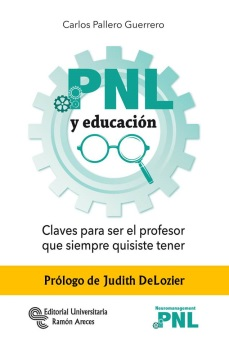 Carlos Pallero Guerrero
PNL
y educación
Claves para ser el profesor
que siempre quisiste tener
Prólogo de Judith DeLozier
Editorial Universitaria
Ramón Areces
Neuromanagement
PNL